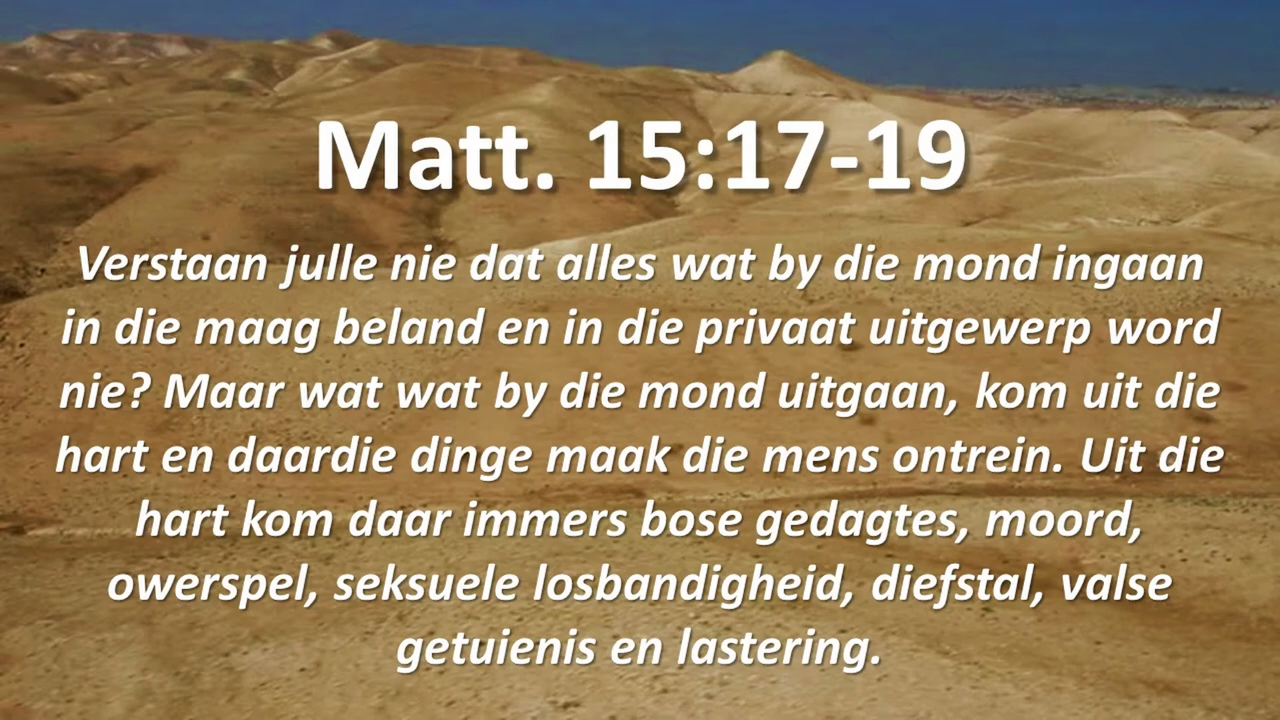 Matt. 15:17-19
Verstaan julle nie dat alles wat by die mond ingaan
in die maag beland en in die privaat uitgewerp word
nie? Maar wat wat by die mond uitgaan, kom uit die
hart en daardie dinge maak die mens ontrein. Uit die
hart kom daar immers bose gedagtes, moord,
owerspel, seksuele losbandigheid, diefstal, valse
getuienis en lastering.